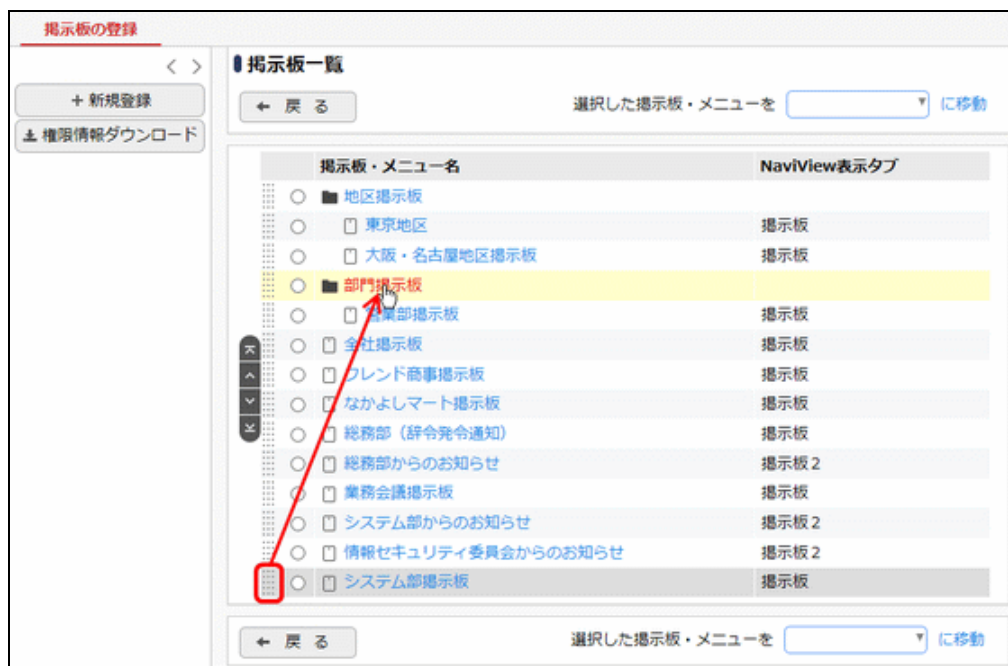 掲示板の登録
+ 新規登録
権限情報ダウンロード
掲示板一覧
← 戻 る 選択した掲示板・メニューを に移動
掲示板・メニュー名 NaviView表示タブ
地区掲示板
東京地区 掲示板
大阪・名古屋地区掲示板 掲示板
部門掲示板
営業部掲示板 掲示板
全社掲示板 掲示板
フレンド商事掲示板 掲示板
なかよしマート掲示板 掲示板
総務部（辞令発令通知） 掲示板
総務部からのお知らせ 掲示板2
業務会議掲示板 掲示板
システム部からのお知らせ 掲示板2
情報セキュリティ委員会からのお知らせ 掲示板2
システム部掲示板 掲示板
← 戻 る 選択した掲示板・メニューを に移動